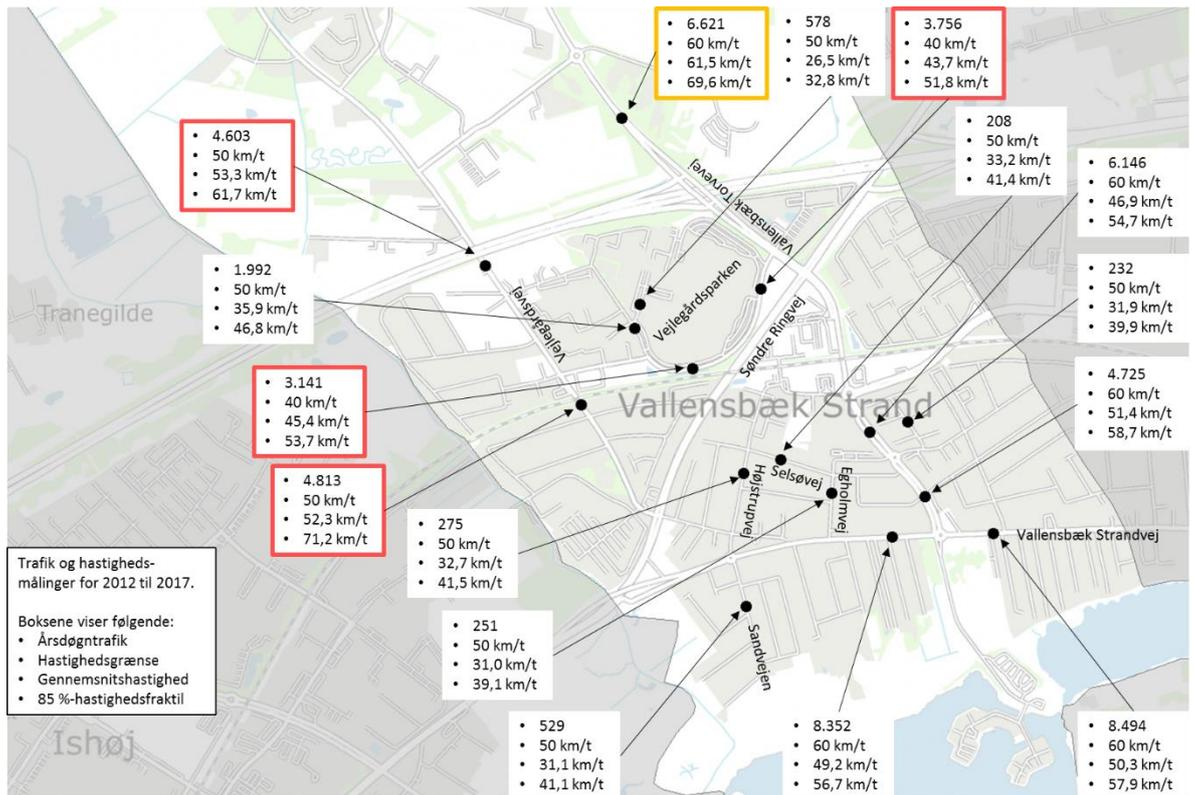 • 6.621
• 60 km/t
• 61,5 km/t
• 69,6 km/t
• 578
• 50 km/t
• 26,5 km/t
• 32,8 km/t
• 3.756
• 40 km/t
• 43,7 km/t
• 51,8 km/t
• 208
• 50 km/t
• 33,2 km/t
• 41,4 km/t
• 4.603
• 50 km/t
• 53,3 km/t
• 61,7 km/t
• 6.146
• 60 km/t
• 46,9 km/t
• 54,7 km/t
Vallensbæk Torvevej
• 1.992
• 50 km/t
• 35,9 km/t
• 46,8 km/t
• 232
• 50 km/t
• 31,9 km/t
• 39,9 km/t
Tranegilde
Vejlegårdsvej
Vejlegårdsparken
Søndre Ringvej
• 3.141
• 40 km/t
• 45,4 km/t
• 53,7 km/t
• 4.725
• 60 km/t
• 51,4 km/t
• 58,7 km/t
Vallensbæk Strand
• 4.813
• 50 km/t
• 52,3 km/t
• 71,2 km/t
Højstrupvej
Selsøvej
Egholmvej
• 275
• 50 km/t
• 32,7 km/t
• 41,5 km/t
Vallensbæk Strandvej
Trafik og hastigheds-
målinger for 2012 til 2017.
Boksene viser følgende:
• Årsdøgntrafik
• Hastighedsgrænse
• Gennemsnitshastighed
• 85 %-hastighedsfraktil
• 251
• 50 km/t
• 31,0 km/t
• 39,1 km/t
Sandvejen
Ishøj
• 529
• 50 km/t
• 31,1 km/t
• 41,1 km/t
• 8.352
• 60 km/t
• 49,2 km/t
• 56,7 km/t
• 8.494
• 60 km/t
• 50,3 km/t
• 57,9 km/t